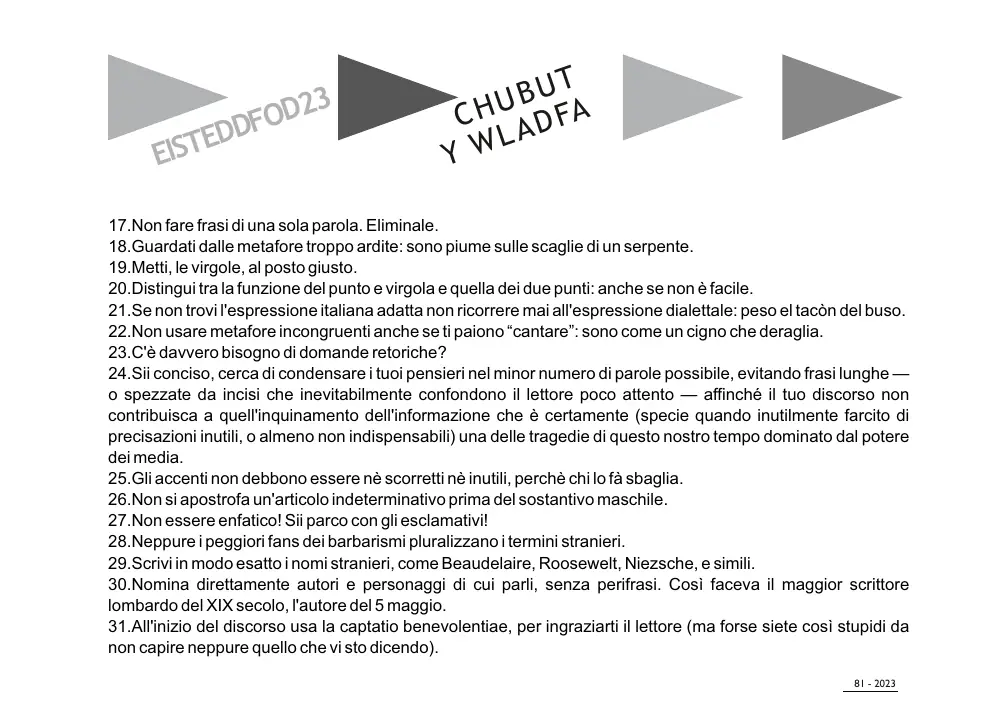 EISTEDDFOD23
CHUBUT
Y WLADFA
17.Non fare frasi di una sola parola. Eliminale.
18.Guardati dalle metafore troppo ardite: sono piume sulle scaglie di un serpente.
19.Metti, le virgole, al posto giusto.
20.Distingui tra la funzione del punto e virgola e quella dei due punti: anche se non è facile.
21.Se non trovi l'espressione italiana adatta non ricorrere mai all'espressione dialettale: peso el tacòn del buso.
22.Non usare metafore incongruenti anche se ti paiono “cantare”: sono come un cigno che deraglia.
23.C'è davvero bisogno di domande retoriche?
24.Sii conciso, cerca di condensare i tuoi pensieri nel minor numero di parole possibile, evitando frasi lunghe —
o spezzate da incisi che inevitabilmente confondono il lettore poco attento — affinché il tuo discorso non
contribuisca a quell'inquinamento dell'informazione che è certamente (specie quando inutilmente farcito di
precisazioni inutili, o almeno non indispensabili) una delle tragedie di questo nostro tempo dominato dal potere
dei media.
25.Gli accenti non debbono essere nè scorretti nè inutili, perchè chi lo fà sbaglia.
26.Non si apostrofa un'articolo indeterminativo prima del sostantivo maschile.
27.Non essere enfatico! Sii parco con gli esclamativi!
28.Neppure i peggiori fans dei barbarismi pluralizzano i termini stranieri.
29.Scrivi in modo esatto i nomi stranieri, come Beaudelaire, Roosewelt, Niezsche, e simili.
30.Nomina direttamente autori e personaggi di cui parli, senza perifrasi. Così faceva il maggior scrittore
lombardo del XIX secolo, l'autore del 5 maggio.
31.All'inizio del discorso usa la captatio benevolentiae, per ingraziarti il lettore (ma forse siete così stupidi da
non capire neppure quello che vi sto dicendo).
81 - 2023